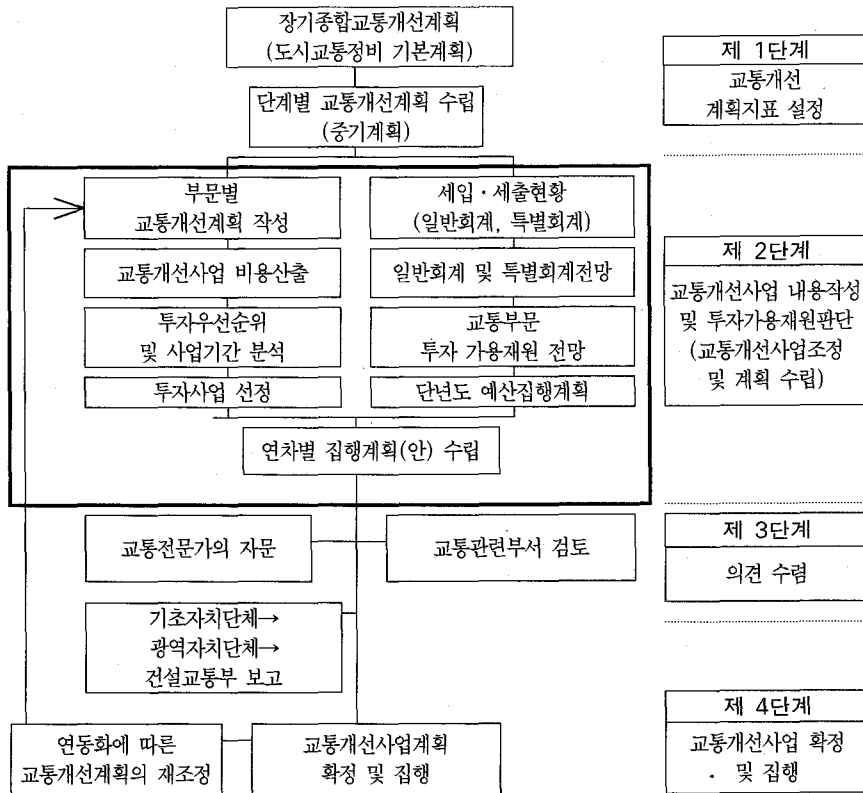 장기종합교통개선계획
(도시교통정비 기본계획)
단계별 교통개선계획 수립
(중기계획)
부문별
교통개선계획 작성
교통개선사업 비용산출
투자우선순위
및 사업기간 분석
투자사업 선정
세입·세출현황
(일반회계, 특별회계)
일반회계 및 특별회계전망
교통부문
투자 가용재원 전망
단년도 예산집행계획
연차별 집행계획(안) 수립
교통전문가의 자문
교통관련부서 검토
기초자치단체→
광역자치단체→
건설교통부 보고
연동화에 따른
교통개선계획의 재조정
교통개선사업계획
확정 및 집행
제 1단계
교통개선
계획지표 설정
제 2단계
교통개선사업 내용작성
및 투자가용재원판단
(교통개선사업조정
및 계획 수립)
제 3단계
의견 수렴
제 4단계
교통개선사업 확정
및 집행